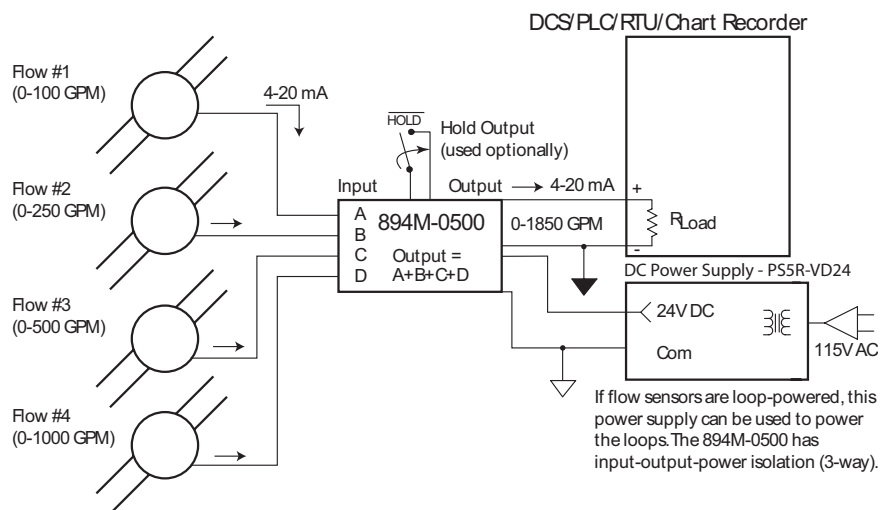 DCS/PLC/RTU/Chart Recorder
Flow #1
(0-100 GPM)
4-20 mA
HOLD
Hold Output
(used optionally)
Flow #2
(0-250 GPM)
Input
Output
4-20 mA
+
A
894M-0500
0-1850 GPM
RLoad
B
C
Output =
-
D
A+B+C+D
DC Power Supply - PS5R-VD24
Flow #3
(0-500 GPM)
24V DC
Com
115V AC
Flow #4
(0-1000 GPM)
If flow sensors are loop-powered, this
power supply can be used to power
the loops. The 894M-0500 has
input-output-power isolation (3-way).